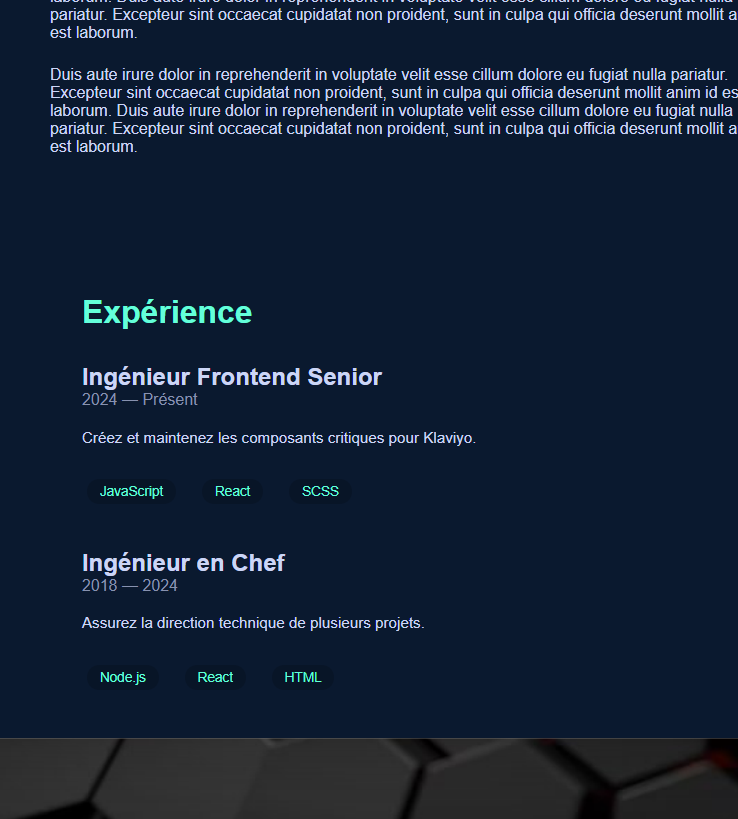 pariatur. Excepteur sint occaecat cupidatat non proident, sunt in culpa qui officia deserunt mollit a
est laborum.
Duis aute irure dolor in reprehenderit in voluptate velit esse cillum dolore eu fugiat nulla pariatur.
Excepteur sint occaecat cupidatat non proident, sunt in culpa qui officia deserunt mollit anim id es
laborum. Duis aute irure dolor in reprehenderit in voluptate velit esse cillum dolore eu fugiat nulla
pariatur. Excepteur sint occaecat cupidatat non proident, sunt in culpa qui officia deserunt mollit a
est laborum.
Expérience
Ingénieur Frontend Senior
2024 — Présent
Créez et maintenez les composants critiques pour Klaviyo.
JavaScript React SCSS
Ingénieur en Chef
2018 — 2024
Assurez la direction technique de plusieurs projets.
Node.js React HTML